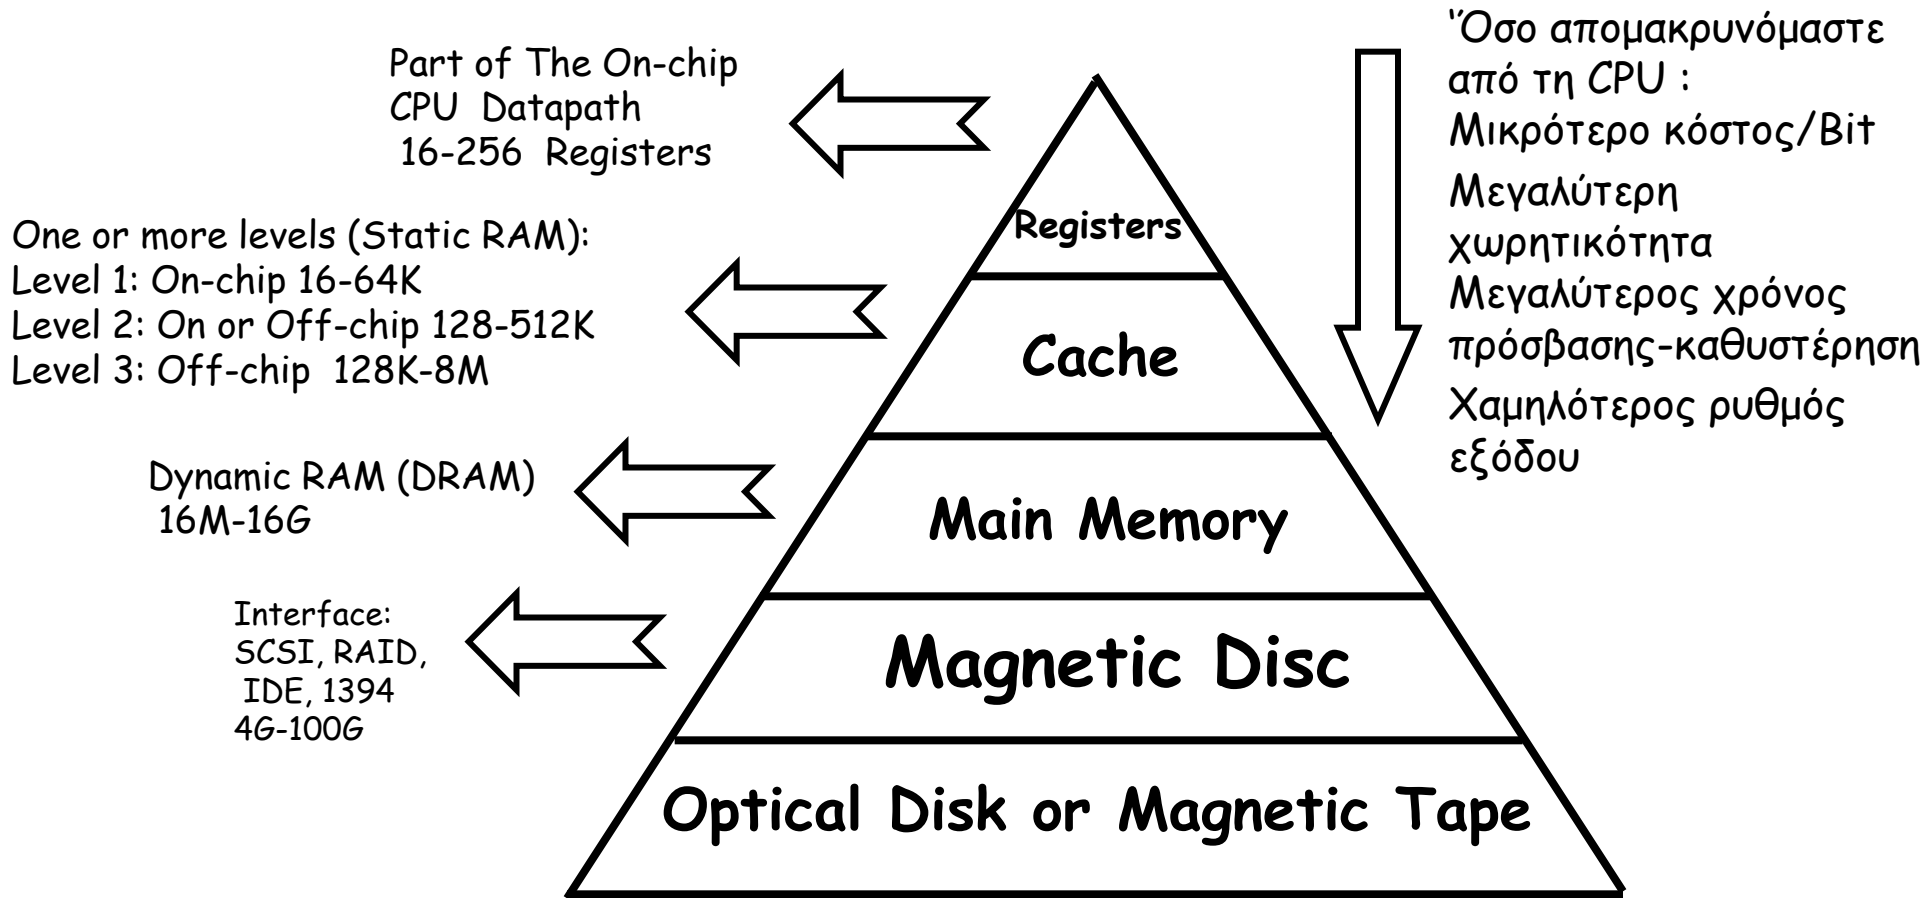 Part of The On-chip
CPU Datapath
16-256 Registers
One or more levels (Static RAM):
Level 1: On-chip 16-64K
Level 2: On or Off-chip 128-512K
Level 3: Off-chip 128K-8M
Dynamic RAM (DRAM)
16M-16G
Interface:
SCSI, RAID,
IDE, 1394
4G-100G
Registers
Cache
Main Memory
Magnetic Disc
Optical Disk or Magnetic Tape
‘Όσο απομακρυνόμαστε
από τη CPU :
Μικρότερο κόστος/Bit
Μεγαλύτερη
χωρητικότητα
Μεγαλύτερος χρόνος
πρόσβασης-καθυστέρηση
Χαμηλότερος ρυθμός
εξόδου